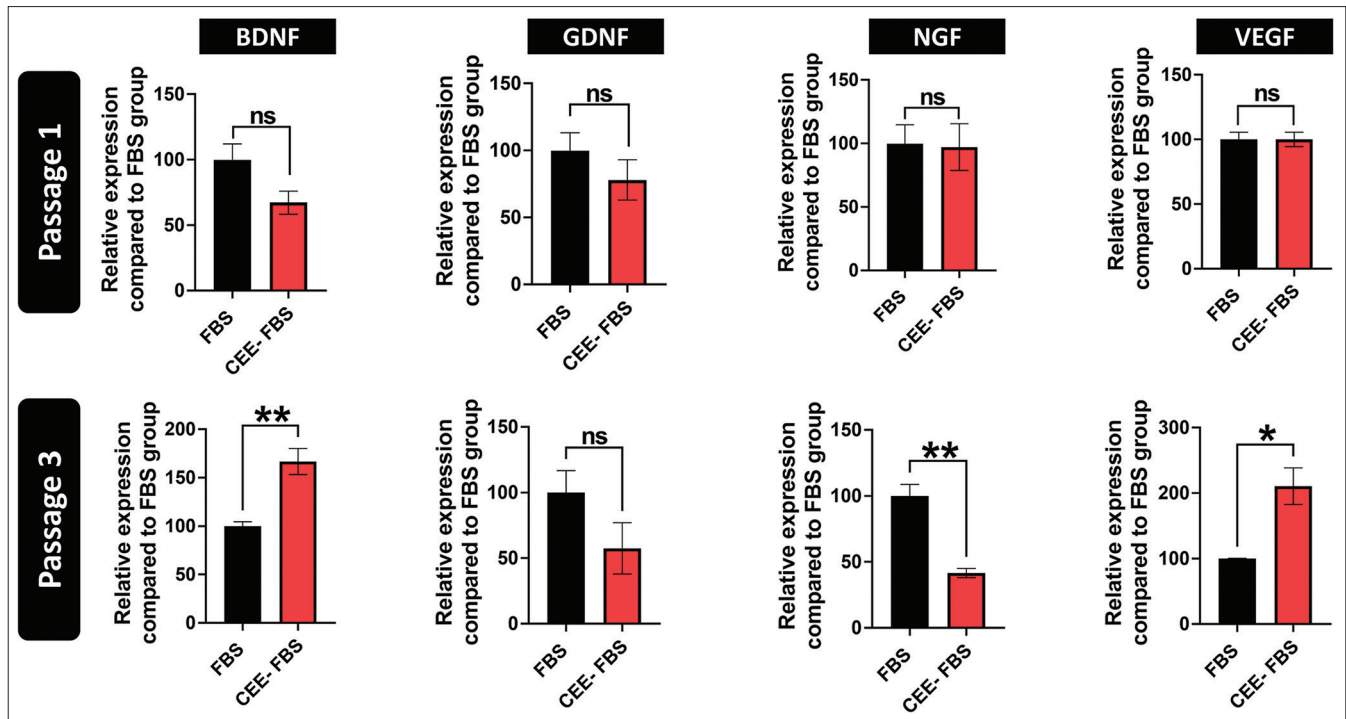 BDNF
GDNF
NGF
VEGF
Passage 1
Relative expression
compared to FBS group
150
100
50
0
ns
FBS
CEE- FBS
Relative expression
compared to FBS group
150
100
50
0
ns
FBS
CEE- FBS
Relative expression
compared to FBS group
150
100
50
0
ns
FBS
CEE- FBS
Relative expression
compared to FBS group
150
100
50
0
ns
FBS
CEE- FBS
Passage 3
Relative expression
compared to FBS group
200
150
100
50
0
**
FBS
CEE- FBS
Relative expression
compared to FBS group
150
100
50
0
ns
FBS
CEE- FBS
Relative expression
compared to FBS group
150
100
50
0
**
FBS
CEE- FBS
Relative expression
compared to FBS group
300
200
100
0
*
FBS
CEE- FBS